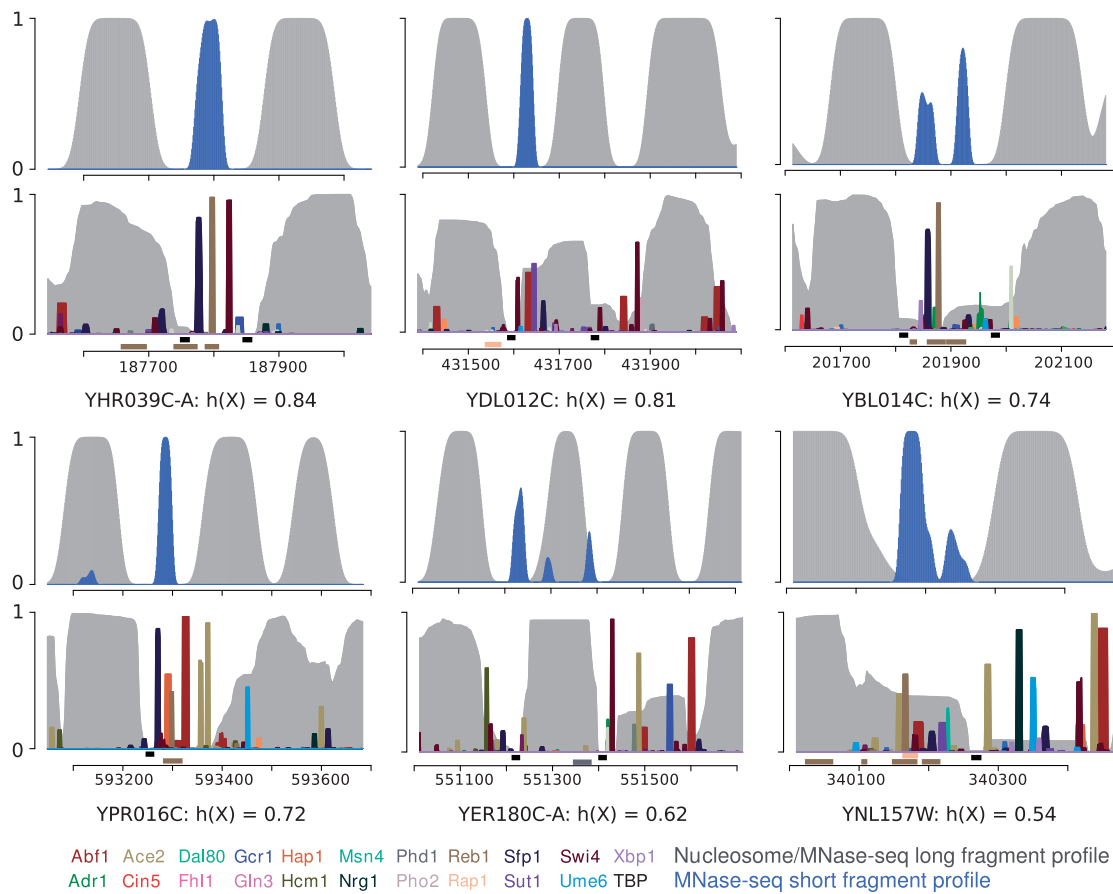 1
0
1
0
187700 187900
431500 431700 431900
201700 201900 202100
YHR039C-A: h(X) = 0.84
YDL012C: h(X) = 0.81
YBL014C: h(X) = 0.74
1
0
1
0
593200 593400 593600
551100 551300 551500
340100 340300
YPR016C: h(X) = 0.72
YER180C-A: h(X) = 0.62
YNL157W: h(X) = 0.54
Abf1 Ace2 Dal80 Gcr1 Hap1 Msn4 Phd1 Reb1 Sfp1 Swi4 Xbp1 Nucleosome/MNase-seq long fragment profile
Adr1 Cin5 Fhl1 Gln3 Hcm1 Nrg1 Pho2 Rap1 Sut1 Ume6 TBP MNase-seq short fragment profile